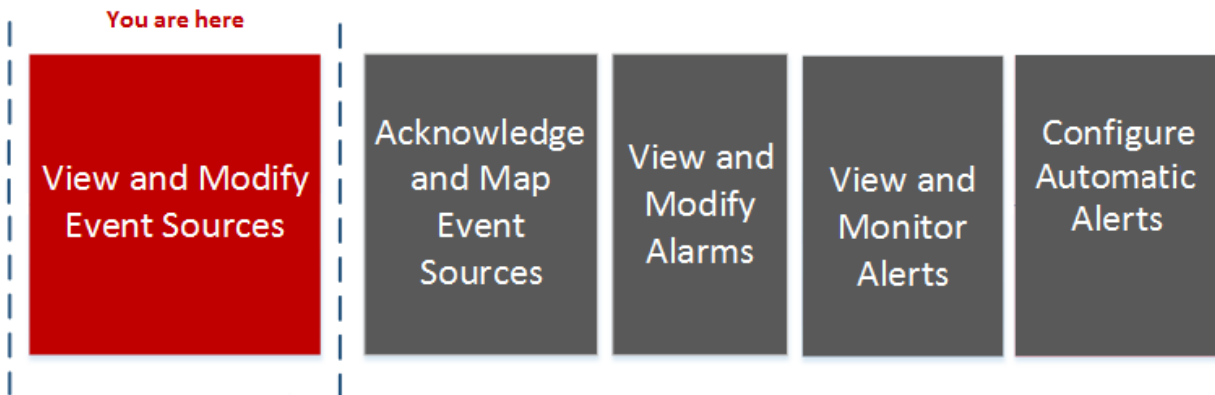 You are here
View and Modify
Event Sources
Acknowledge
and Map
Event
Sources
View and
Modify
Alarms
View and
Monitor
Alerts
Configure
Automatic
Alerts